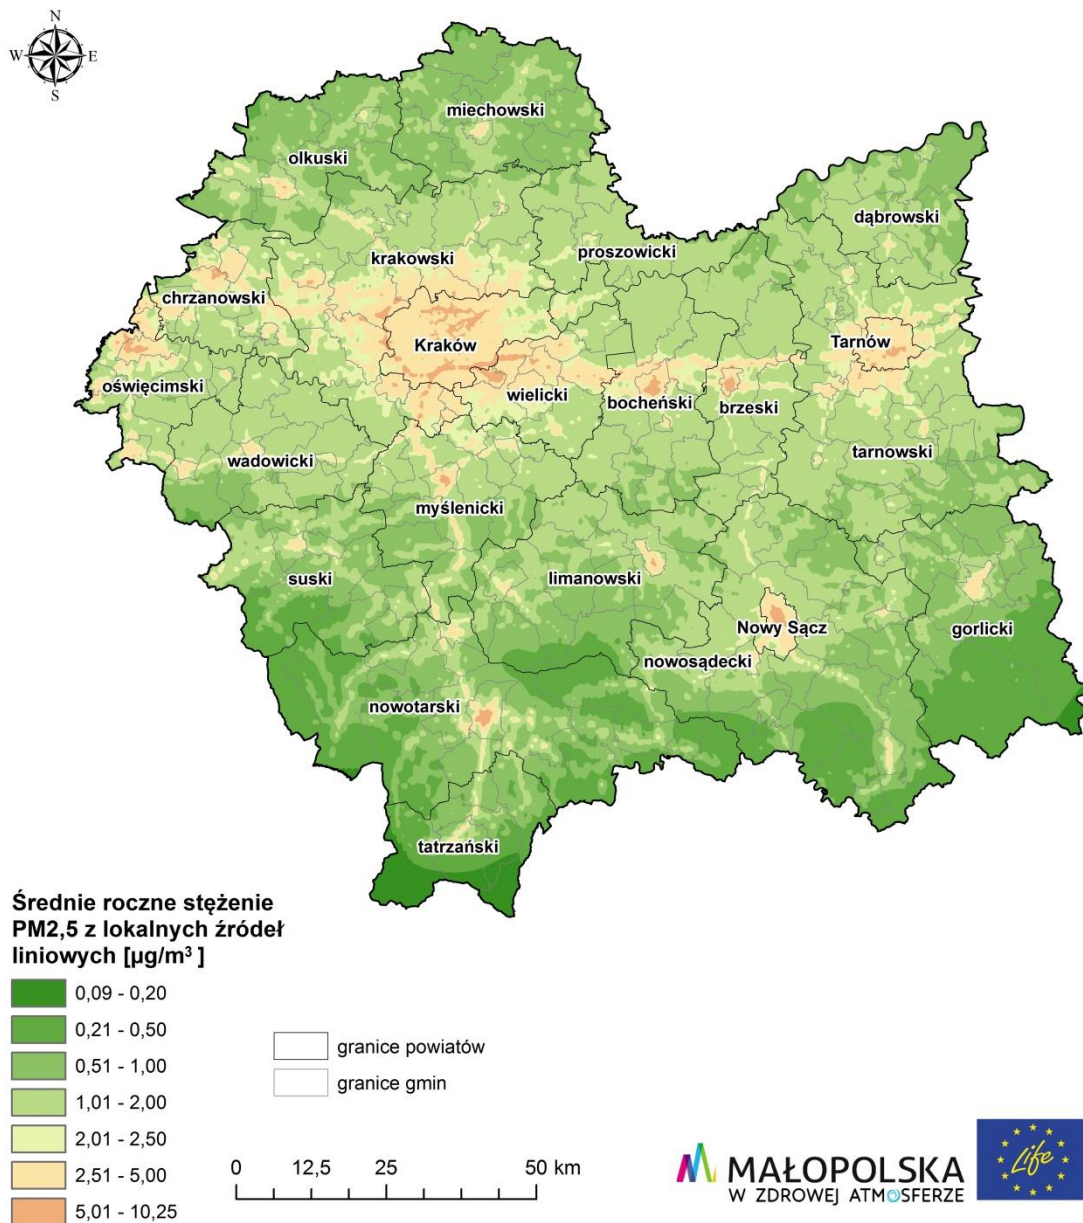 N
W E
S
miechowski
olkuski
dąbrowski
krakowski
proszowicki
chrzanowski
Kraków
Tarnów
oświęcimski
wielicki
bocheński
brzeski
wadowicki
tarnowski
myślenicki
suski
limanowski
Nowy Sącz
gorlicki
nowosądecki
nowotarski
tatrzański
Średnie roczne stężenie
PM2,5 z lokalnych źródeł
liniowych [µg/m³ ]
0,09 - 0,20
0,21 - 0,50
0,51 - 1,00
1,01 - 2,00
2,01 - 2,50
2,51 - 5,00
5,01 - 10,25
granice powiatów
granice gmin
0 12,5 25 50 km
MAŁOPOLSKA
W ZDROWEJ ATMOSFERZE
Life